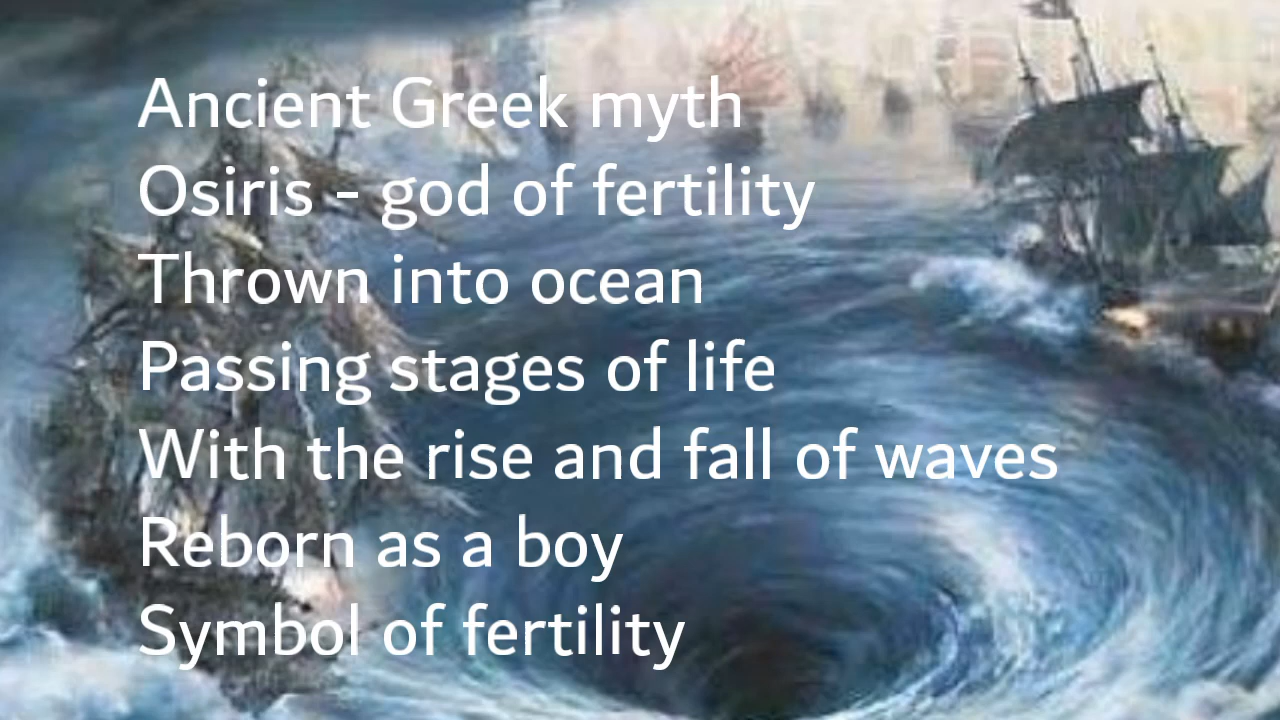 Ancient Greek myth
Osiris - god of fertility
Thrown into ocean
Passing stages of life
With the rise and fall of waves
Reborn as a boy
Symbol of fertility